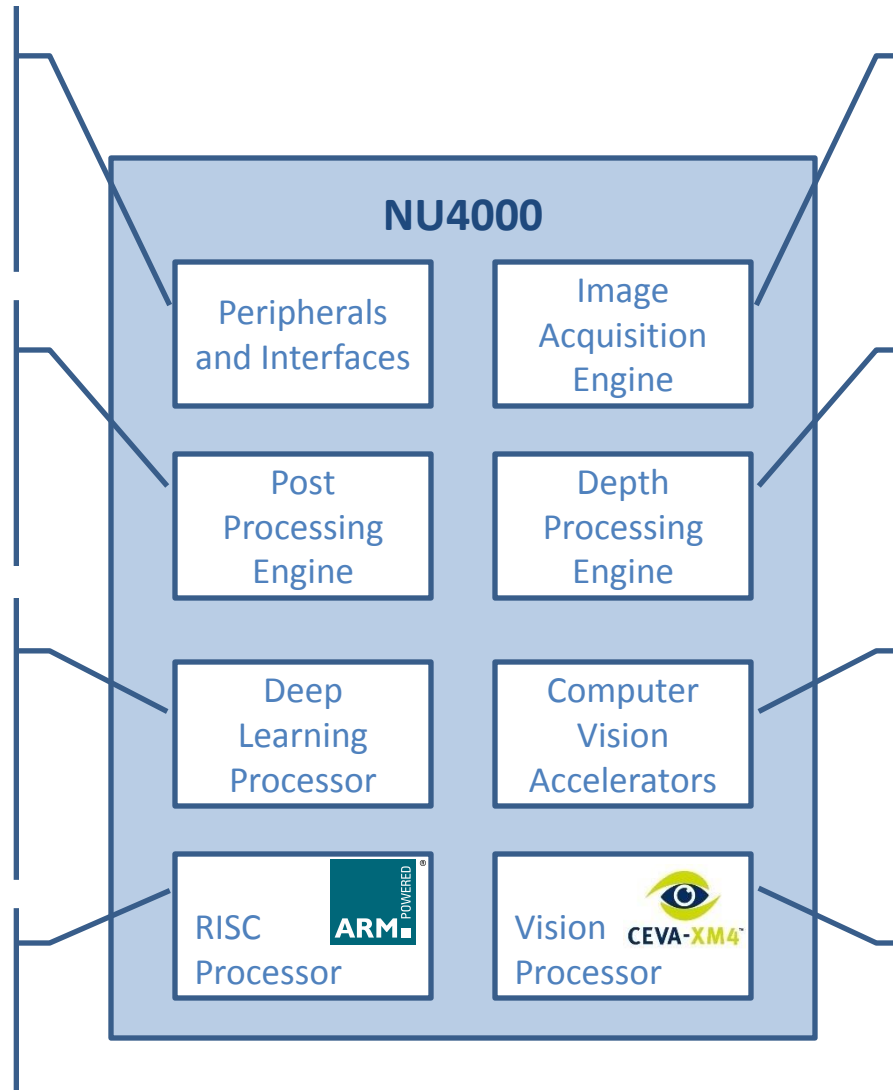 NU4000
Peripherals
and Interfaces
Image
Acquisition
Engine
Post
Processing
Engine
Depth
Processing
Engine
Deep
Learning
Processor
Computer
Vision
Accelerators
RISC
Processor
ARM®
POWERED
Vision
Processor
CEVA-XM4™